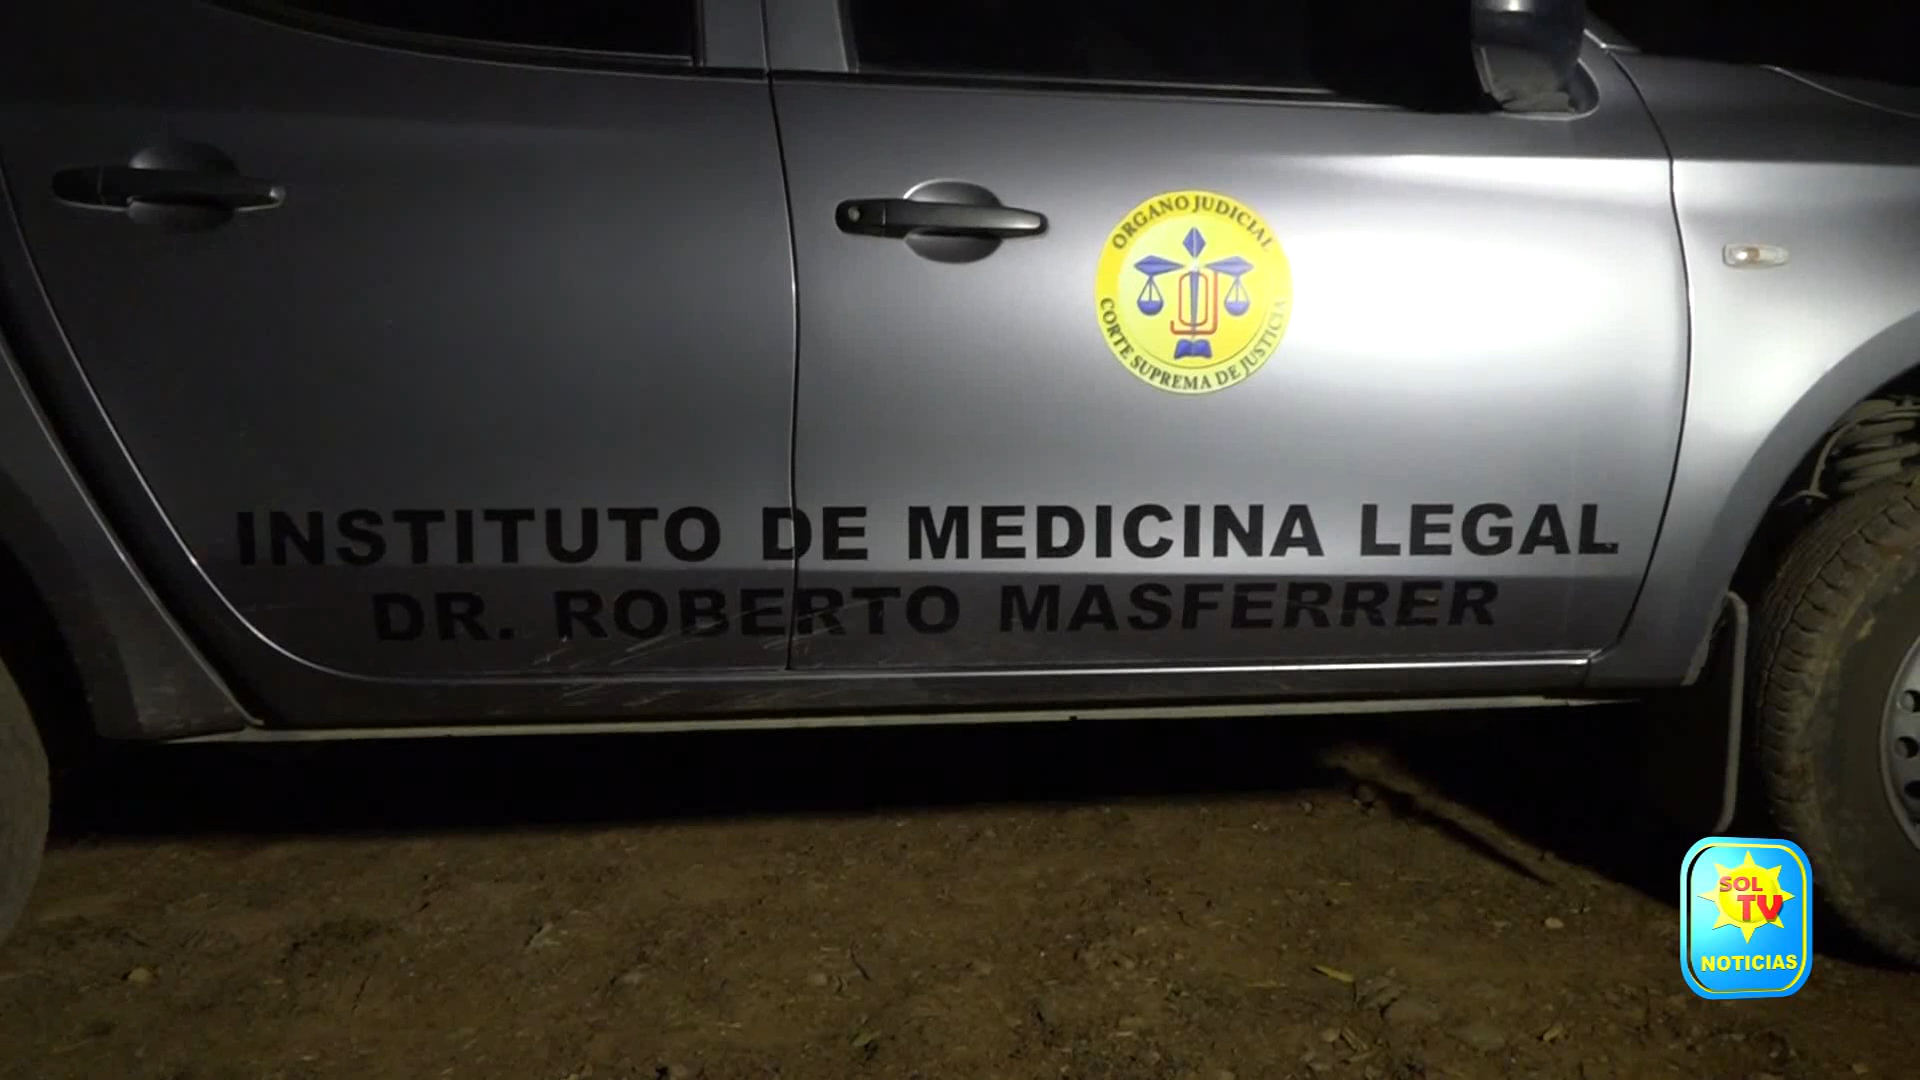 ORGANO JUDICIAL
CORTE SUPREMA DE JUSTICIA
INSTITUTO DE MEDICINA LEGAL
DR. ROBERTO MASFERRER
SOL
TV
NOTICIAS